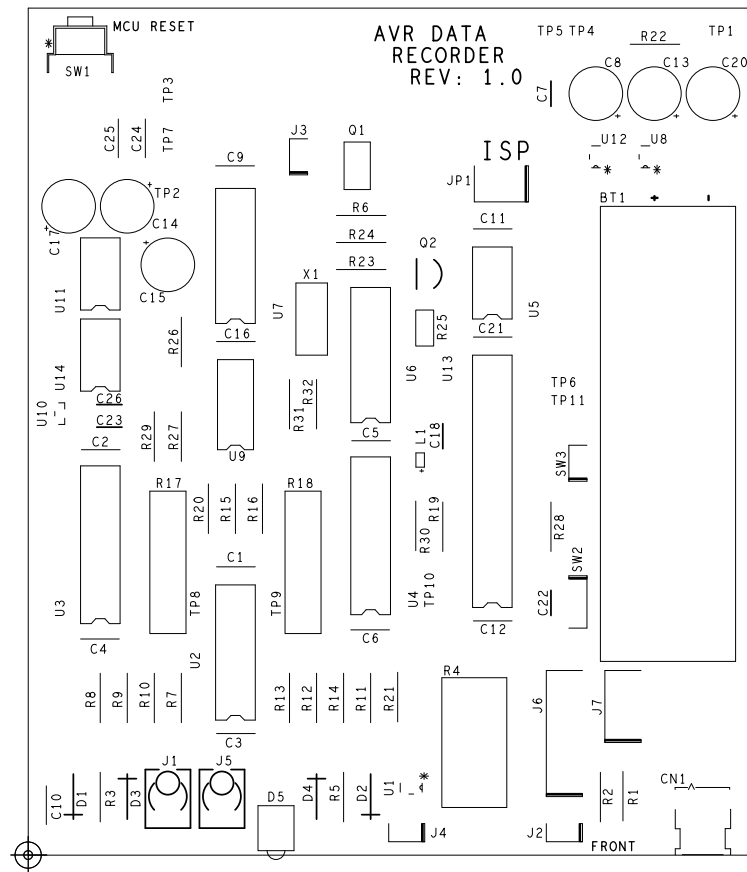 MCU RESET
SW1
AVR DATA
RECORDER
REV: 1.0
TP5 TP4
R22
TP1
C8
C13
C20
C7
TP3
TP7
C25
C24
J3
Q1
C9
ISP
JP1
U12
U8
BT1
+
-
TP2
C14
C17
C15
R6
R24
R23
C11
Q2
X1
U11
U7
U5
C16
R26
R25
C21
U14
U6
U13
TP6
TP11
C26
C23
U10
R31
R32
R29
R27
C2
U9
C5
L1
C18
SW3
R17
R18
R20
R15
R16
R30
R19
R28
C1
SW2
U3
TP8
TP9
U4
TP10
C22
C4
U2
C6
C12
R8
R9
R10
R7
R13
R12
R14
R11
R21
R4
J6
J7
C3
J1
J5
C10
D1
R3
D3
D5
D4
R5
D2
U1
J4
J2
R2
R1
CN1
FRONT